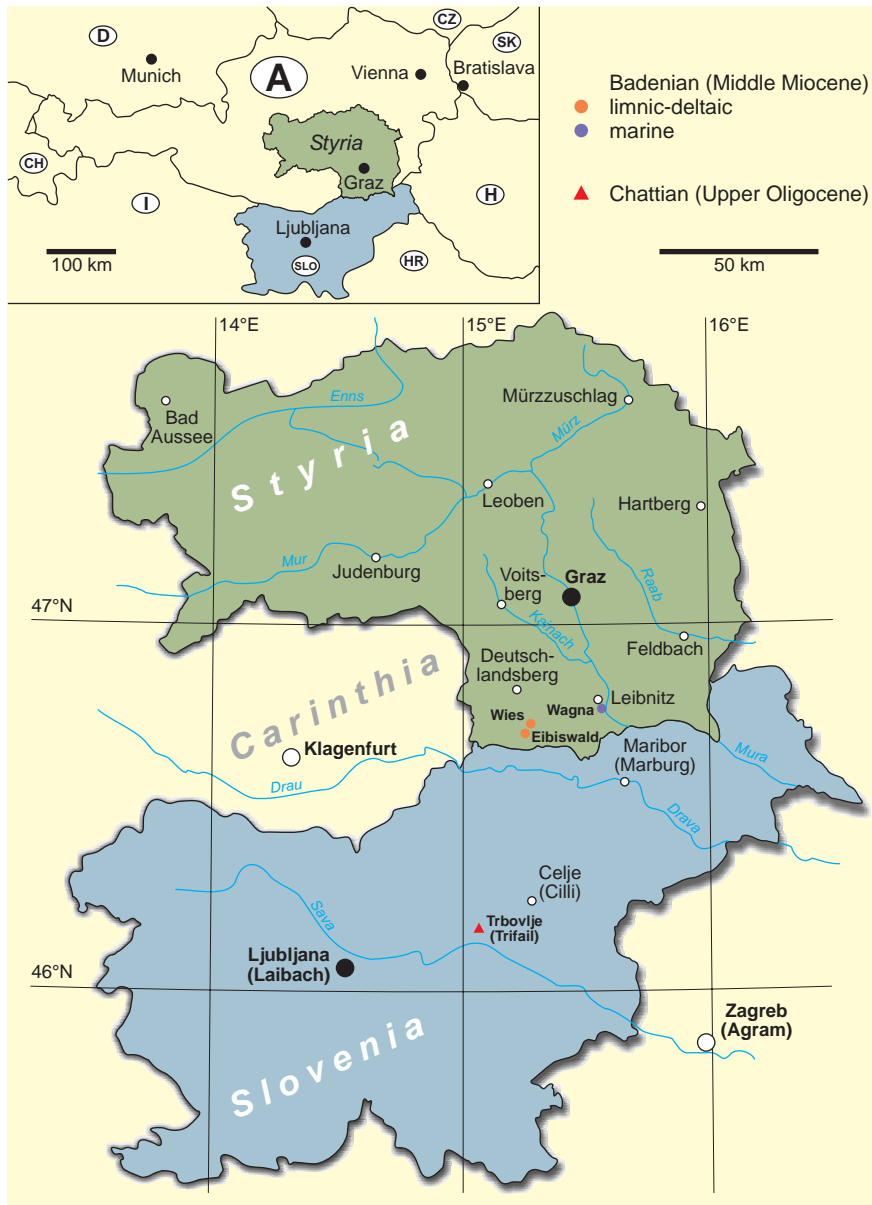 CZ
D
SK
Munich
A
Vienna
Bratislava
Styria
CH
Graz
I
H
Ljubljana
SLO
HR
100 km
Badenian (Middle Miocene)
limnic-deltaic
marine
Chattian (Upper Oligocene)
50 km
14°E
15°E
16°E
Enns
Bad
Aussee
Mürzzuschlag
Mürz
Styria
Leoben
Hartberg
Mur
Judenburg
Voits-
berg
Graz
Raab
47°N
Kainach
Feldbach
Deutsch-
landsberg
Carinthia
Leibnitz
Wagna
Wies
Eibiswald
Klagenfurt
Maribor
(Marburg)
Mura
Drau
Drava
Celje
(Cilli)
Sava
Trbovlje
(Trifail)
Ljubljana
(Laibach)
46°N
Zagreb
(Agram)
Slovenia